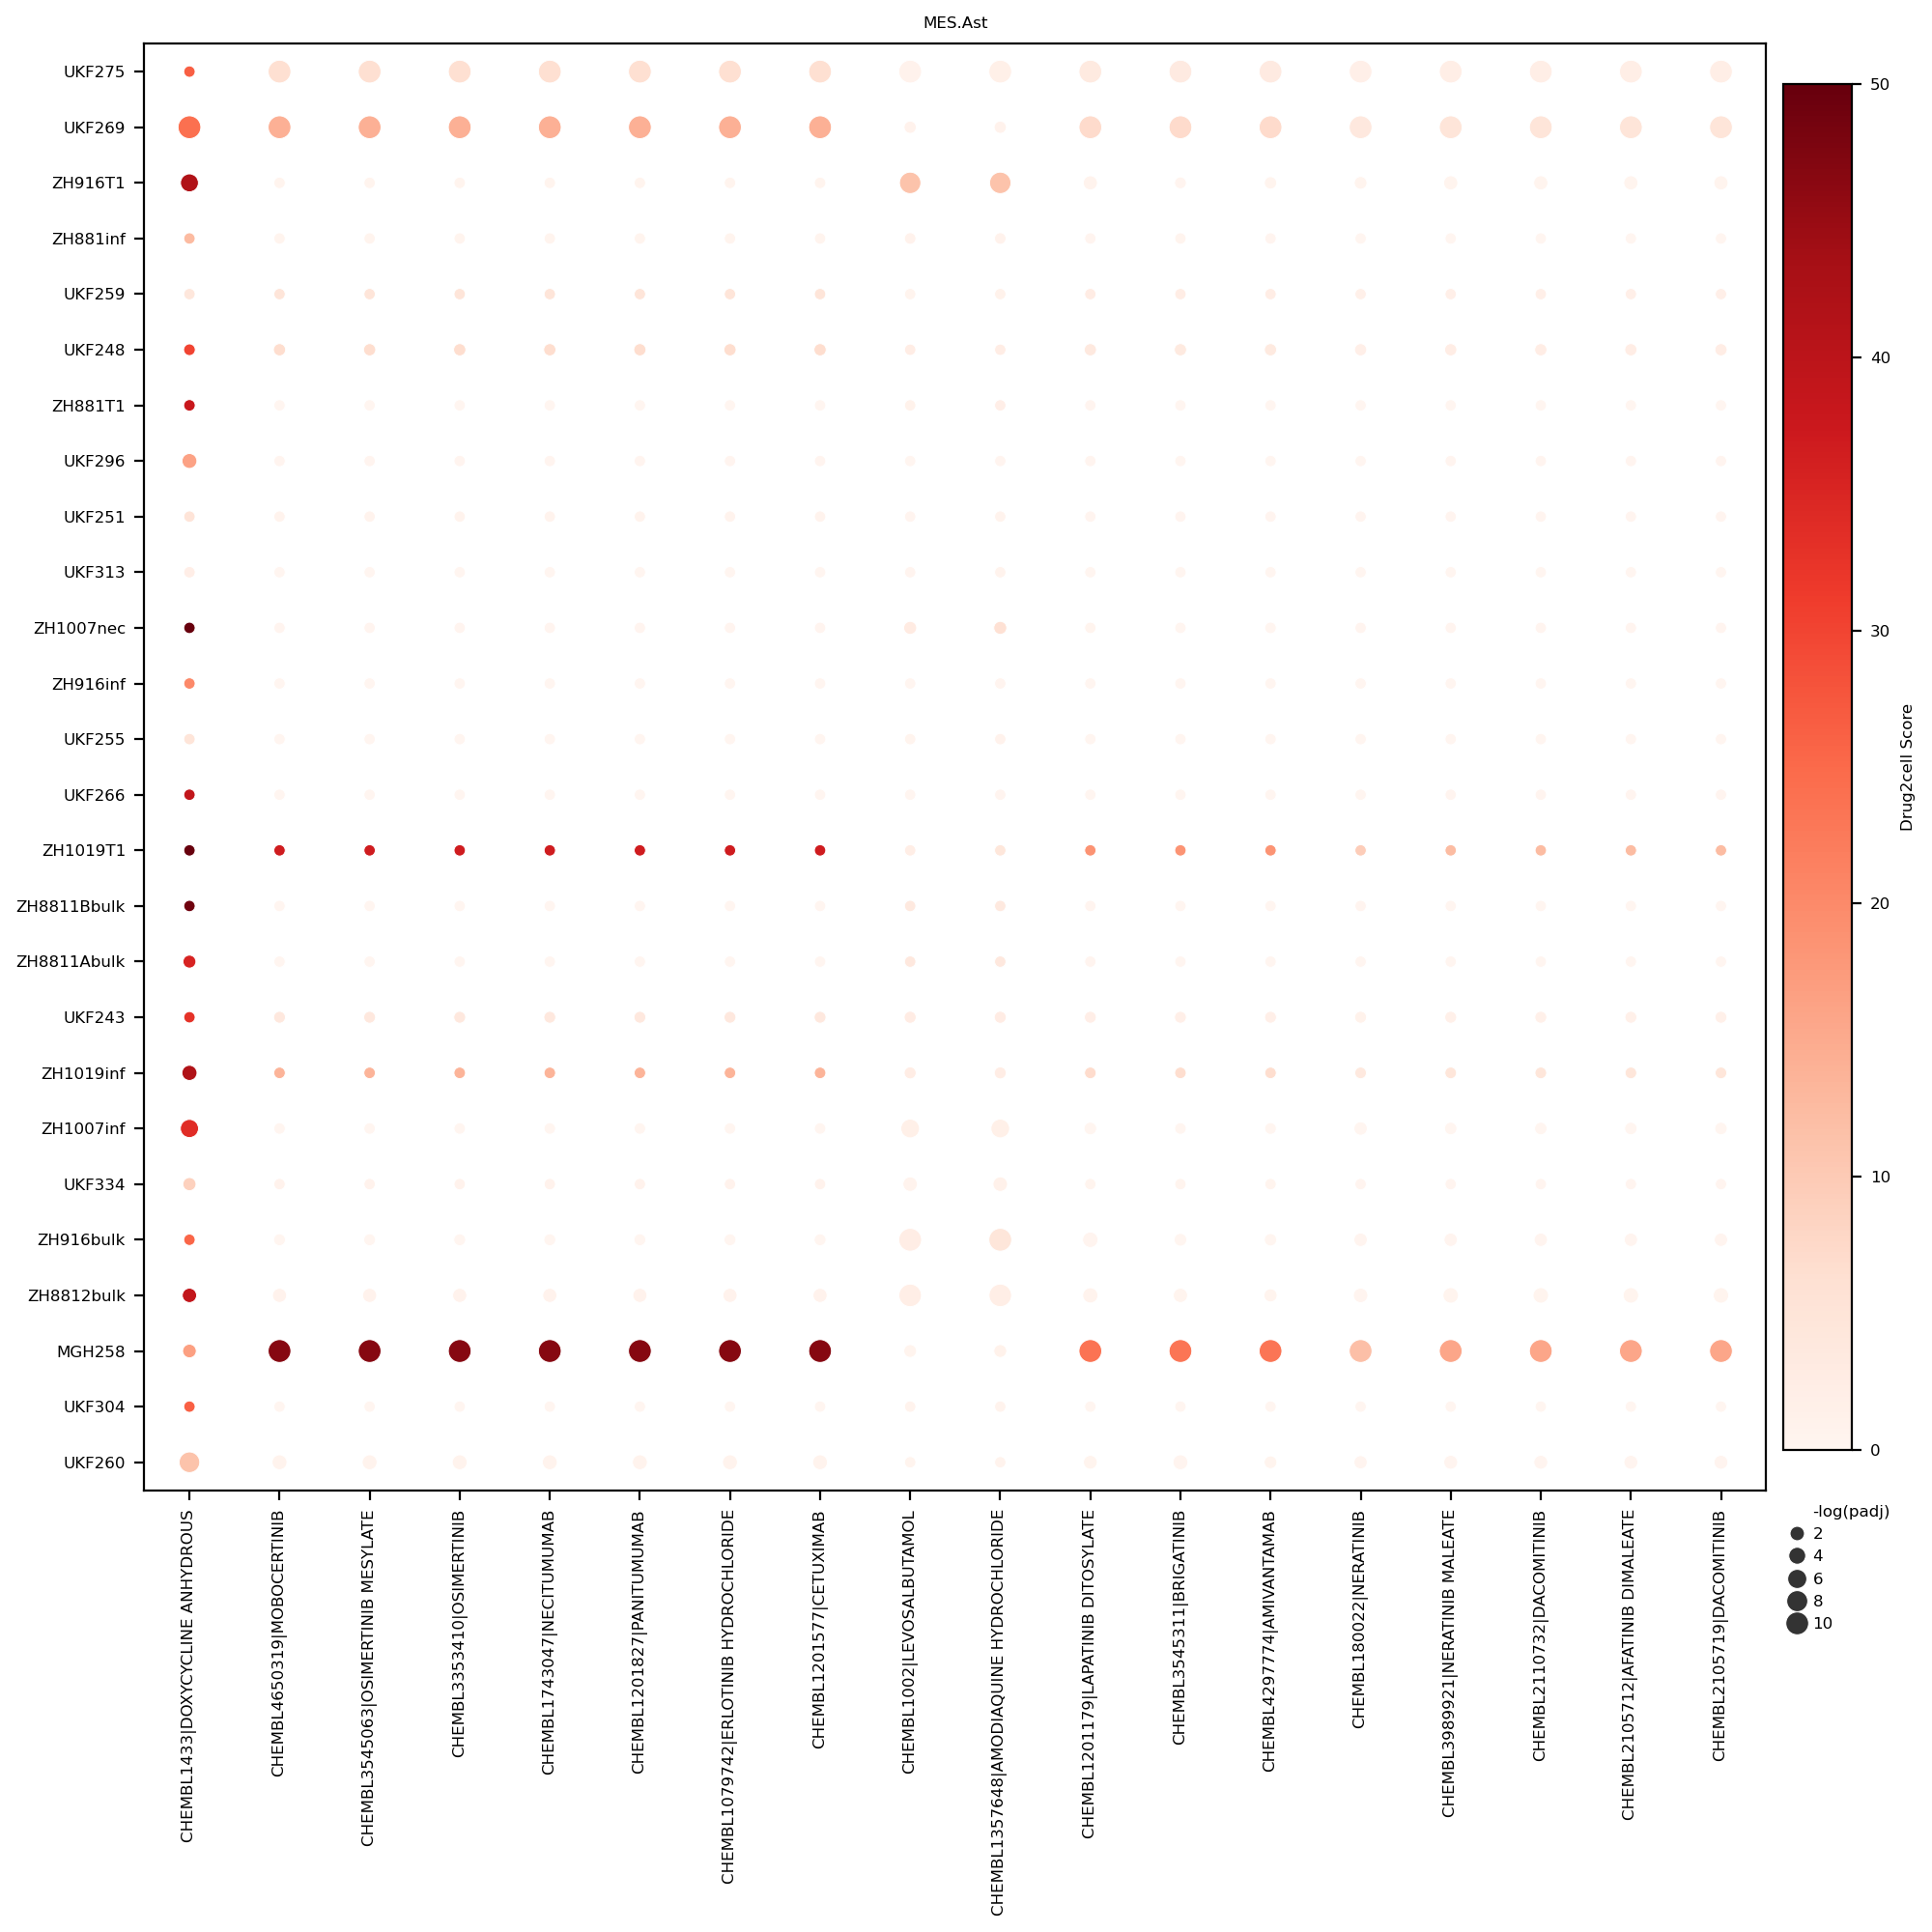 MES.Ast
UKF275
UKF269
ZH916T1
ZH881inf
UKF259
UKF248
ZH881T1
UKF296
UKF251
UKF313
ZH1007nec
ZH916inf
UKF255
UKF266
ZH1019T1
ZH8811Bbulk
ZH8811Abulk
UKF243
ZH1019inf
ZH1007inf
UKF334
ZH916bulk
ZH8812bulk
MGH258
UKF304
UKF260
CHEMBL1433|DOXYCYCLINE ANHYDROUS
CHEMBL4650319|MOBOCERTINIB
CHEMBL3545063|OSIMERTINIB MESYLATE
CHEMBL3353410|OSIMERTINIB
CHEMBL1743047|NECITUMUMAB
CHEMBL1201827|PANITUMUMAB
CHEMBL1079742|ERLOTINIB HYDROCHLORIDE
CHEMBL1201577|CETUXIMAB
CHEMBL1002|LEVOSALBUTAMOL
CHEMBL1357648|AMODIAQUINE HYDROCHLORIDE
CHEMBL1201179|LAPATINIB DITOSYLATE
CHEMBL3545311|BRIGATINIB
CHEMBL4297774|AMIVANTAMAB
CHEMBL180022|NERATINIB
CHEMBL3989921|NERATINIB MALEATE
CHEMBL2110732|DACOMITINIB
CHEMBL2105712|AFATINIB DIMALEATE
CHEMBL2105719|DACOMITINIB
50
40
30
20
10
0
Drug2cell Score
-log(padj)
2
4
6
8
10